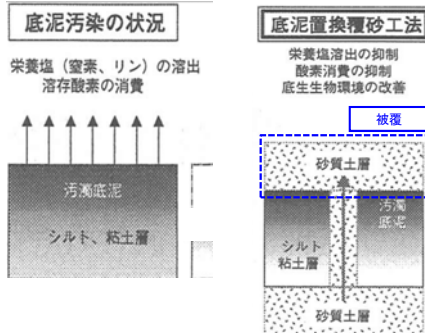 底泥汚染の状況
栄養塩（窒素、リン）の溶出
溶存酸素の消費
汚濁底泥
シルト、粘土層
底泥置換覆砂工法
栄養塩溶出の抑制
酸素消費の抑制
底生生物環境の改善
被覆
砂質土層
汚濁
底泥
シルト
粘土層
砂質土層